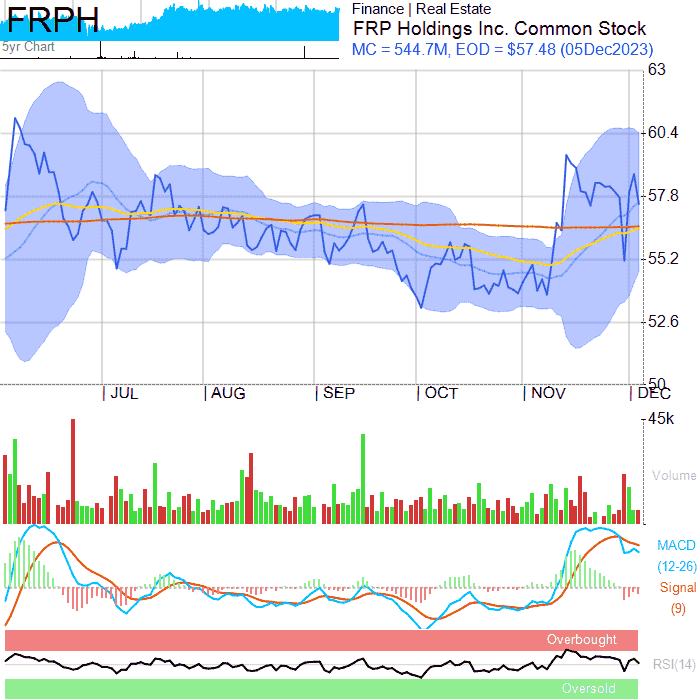 FRPH
5yr Chart
Finance | Real Estate
FRP Holdings Inc. Common Stock
MC = 544.7M, EOD = $57.48 (05Dec2023)
63
60.4
57.8
55.2
52.6
50
JUL
AUG
SEP
OCT
NOV
DEC
45k
Volume
MACD
(12-26)
Signal
(9)
Overbought
RSI(14)
Oversold